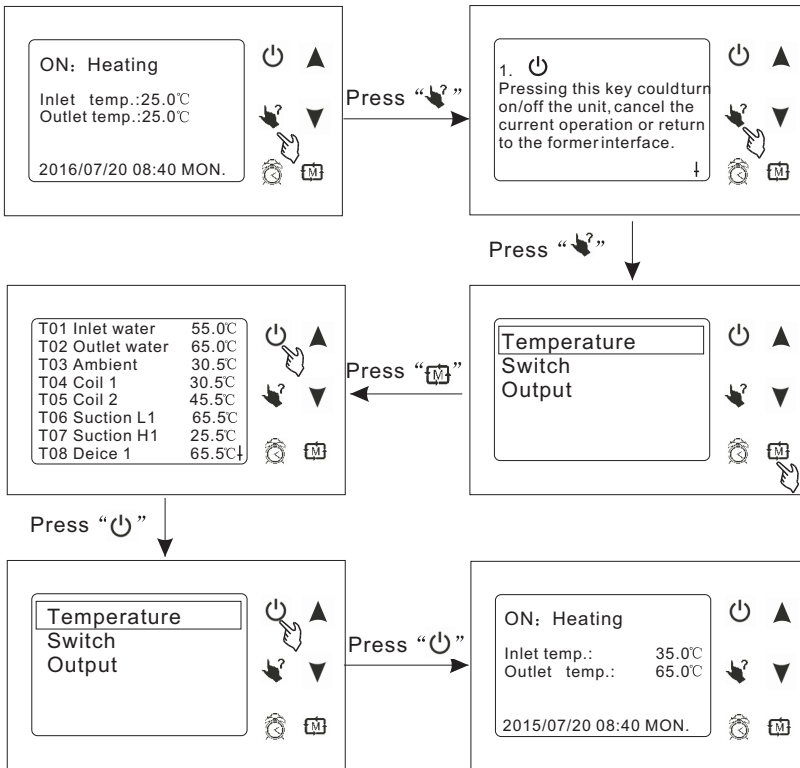 ON: Heating
Inlet temp.:25.0℃
Outlet temp.:25.0℃
2016/07/20 08:40 MON.
M
Press “ ? ”
1.
Pressing this key couldturn
on/off the unit, cancel the
current operation or return
to the formerinterface.
M
Press “ ? ”
Temperature
Switch
Output
M
Press “ M ”
T01 Inlet water 55.0℃
T02 Outlet water 65.0℃
T03 Ambient 30.5℃
T04 Coil 1 30.5℃
T05 Coil 2 45.5℃
T06 Suction L1 65.5℃
T07 Suction H1 25.5℃
T08 Deice 1 65.5℃
M
Press “ ”
Temperature
Switch
Output
M
Press “ ”
ON: Heating
Inlet temp.: 35.0℃
Outlet temp.: 65.0℃
2015/07/20 08:40 MON.
M